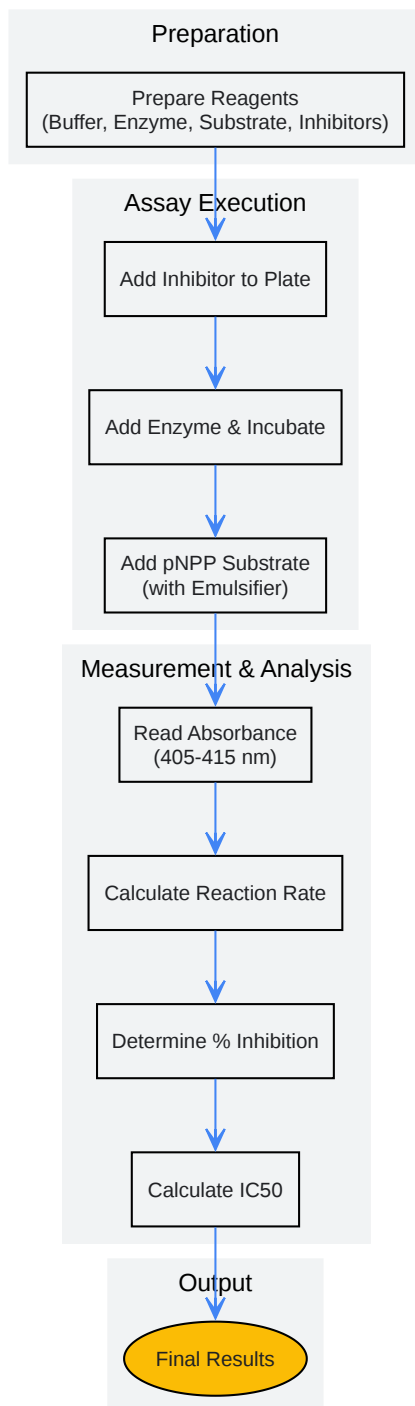 Preparation
Prepare Reagents
(Buffer, Enzyme, Substrate, Inhibitors)
Assay Execution
Add Inhibitor to Plate
Add Enzyme & Incubate
Add pNPP Substrate
(with Emulsifier)
Measurement & Analysis
Read Absorbance
(405-415 nm)
Calculate Reaction Rate
Determine % Inhibition
Calculate IC50
Output
Final Results